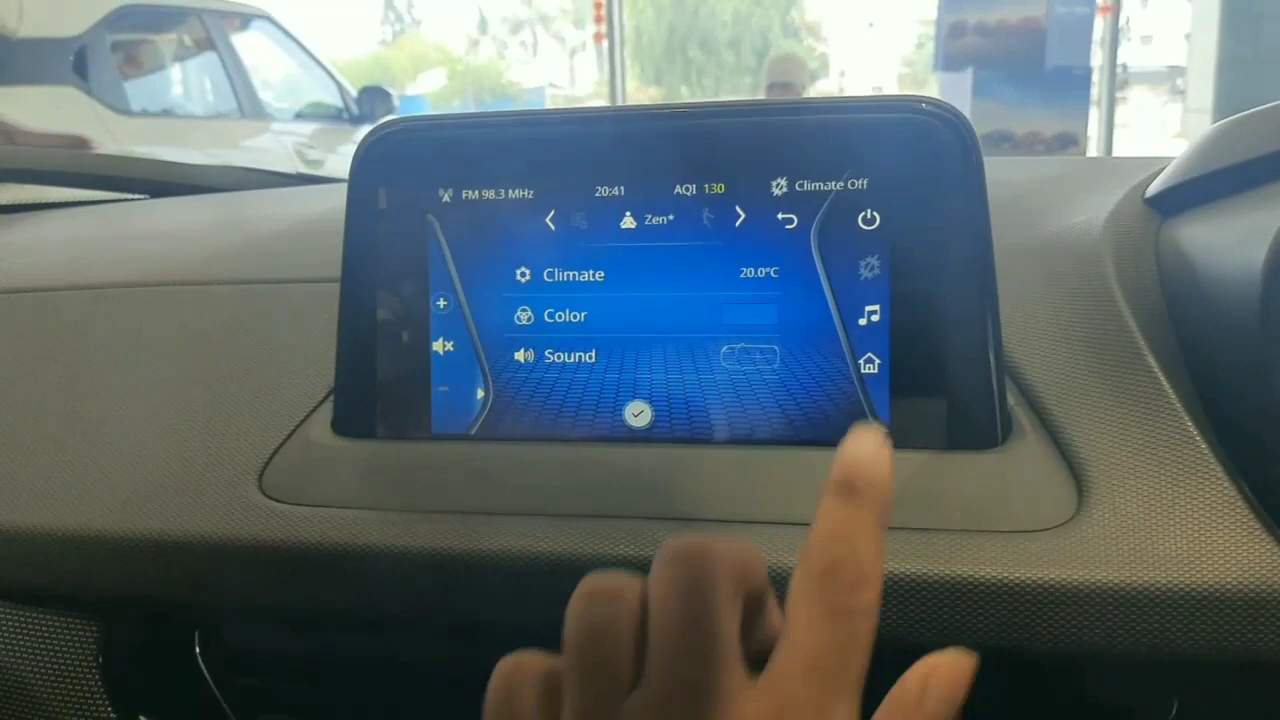 FM 98.3 MHz 20:41 AQI 130 Climate Off
Zen*
Climate 20.0°C
Color
Sound